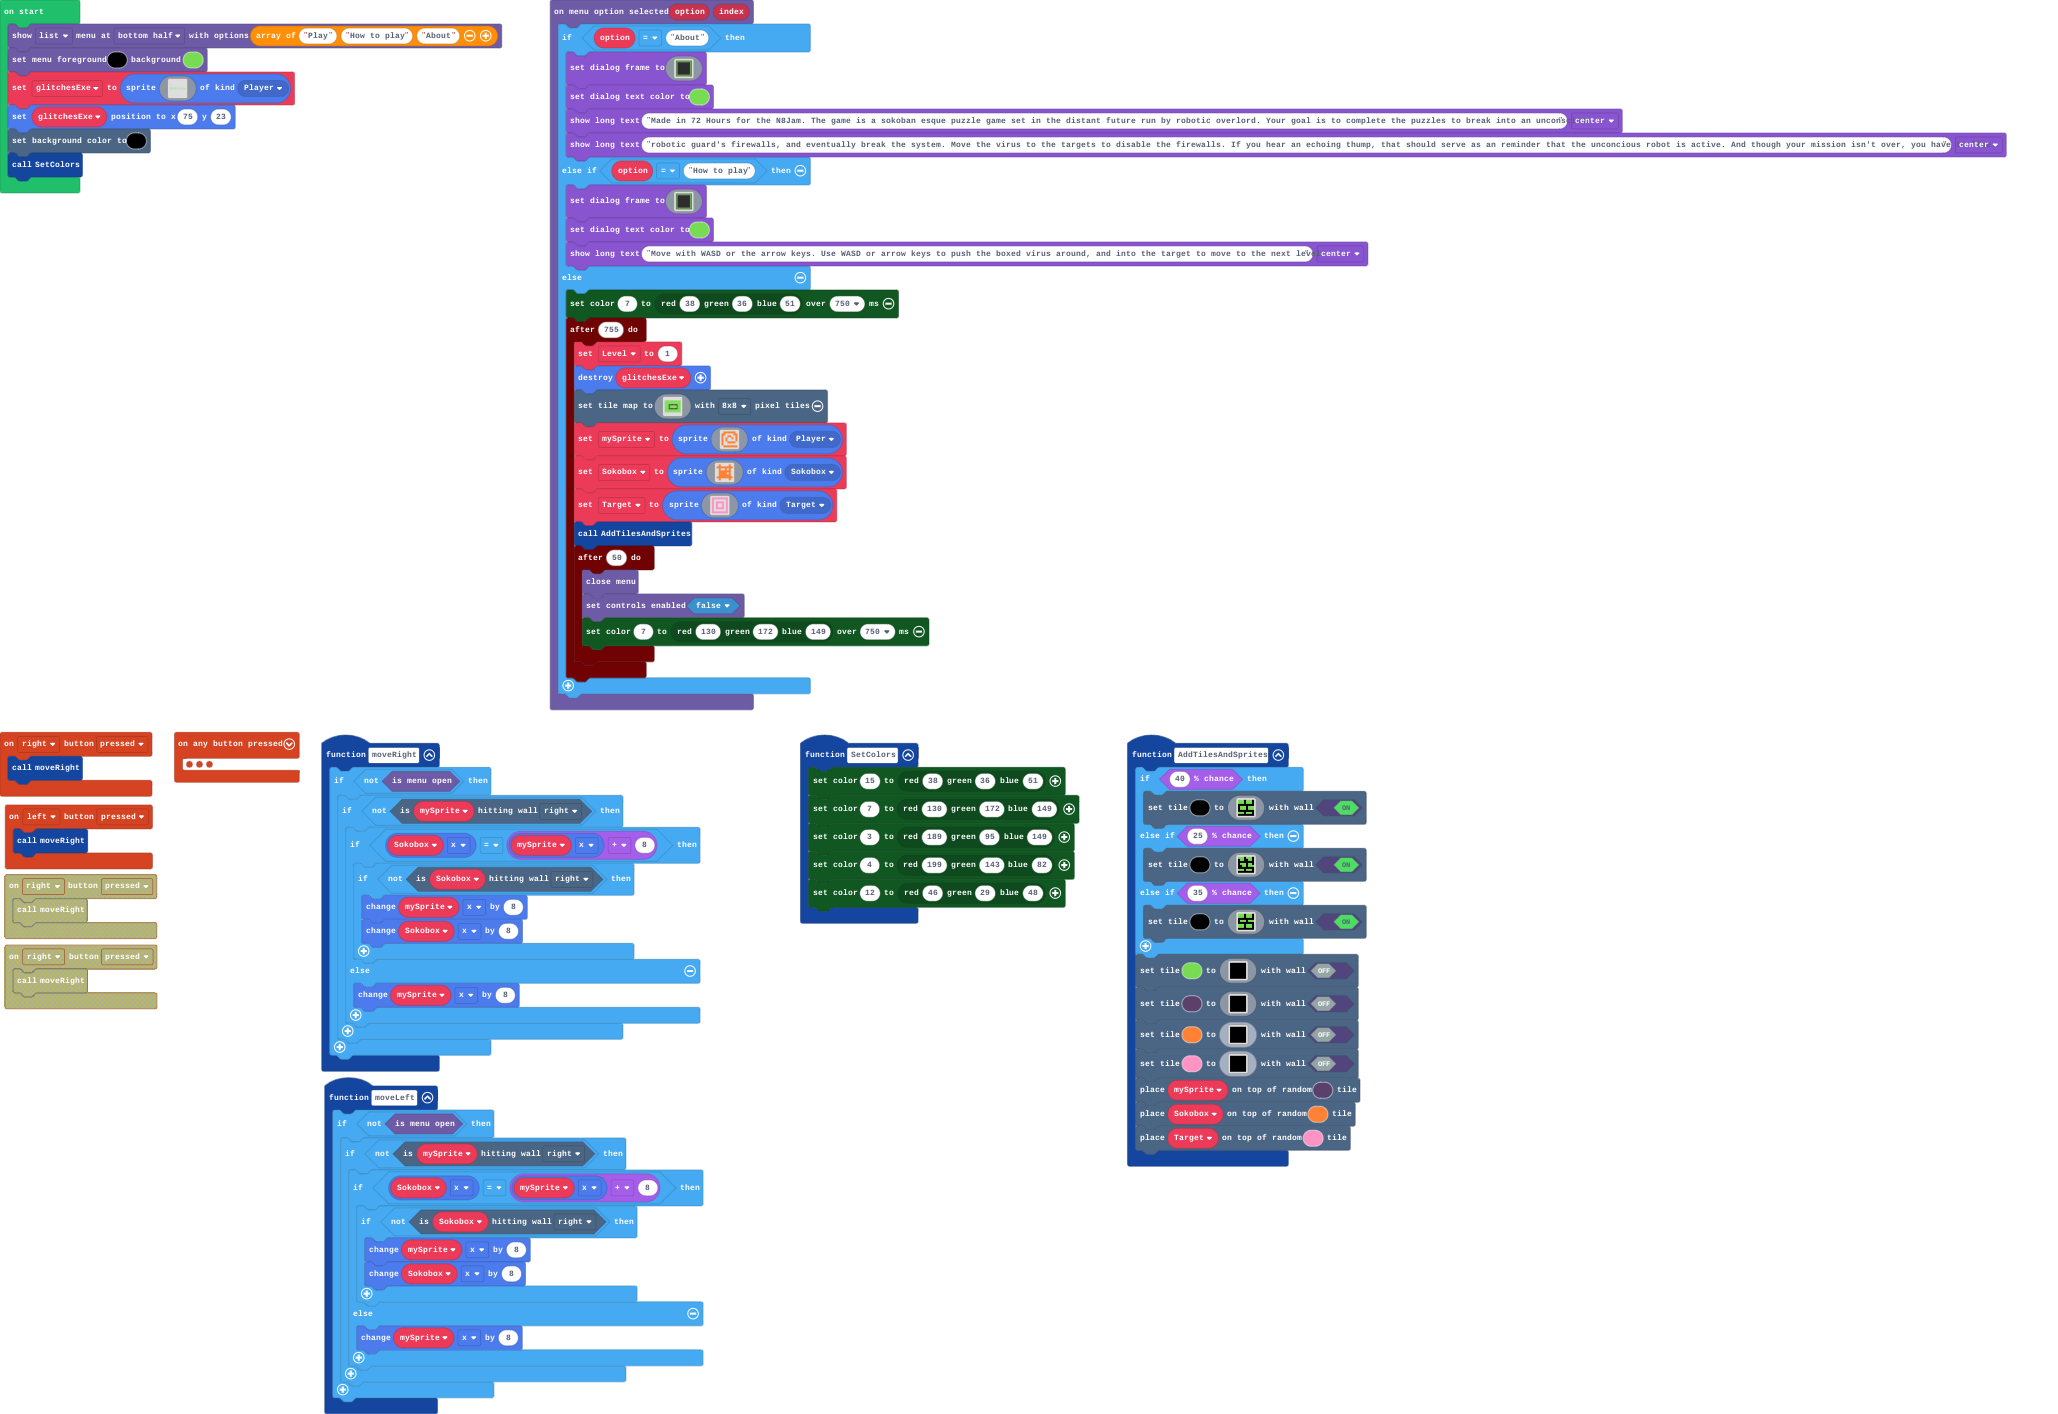 on start
show list menu at bottom half with options array of "Play" "How to play" "About"
set menu foreground background
set glitchesExe to sprite of kind Player
set glitchesExe position to x 75 y 23
set background color to
call SetColors
on menu option selected option index
if option = "About" then
set dialog frame to
set dialog text color to
show long text "Made in 72 Hours for the N8Jam. The game is a sokoban esque puzzle game set in the distant future run by robotic overlord. Your goal is to complete the puzzles to break into an uncons center
show long text "robotic guard's firewalls, and eventually break the system. Move the virus to the targets to disable the firewalls. If you hear an echoing thump, that should serve as an reminder that the unconcious robot is active. And though your mission isn't over, you have center
else if option = "How to play" then
set dialog frame to
set dialog text color to
show long text "Move with WASD or the arrow keys. Use WASD or arrow keys to push the boxed virus around, and into the target to move to the next leve center
else
set color 7 to red 38 green 36 blue 51 over 750 ms
after 755 do
set Level to 1
destroy glitchesExe
set tile map to with 8x8 pixel tiles
set mySprite to sprite of kind Player
set Sokobox to sprite of kind Sokobox
set Target to sprite of kind Target
call AddTilesAndSprites
after 50 do
close menu
set controls enabled false
set color 7 to red 130 green 172 blue 149 over 750 ms
on right button pressed
call moveRight
on left button pressed
call moveRight
on right button pressed
call moveRight
on right button pressed
call moveRight
on any button pressed
function moveRight
if not is menu open then
if not is mySprite hitting wall right then
if Sokobox x = mySprite x + 8 then
if not is Sokobox hitting wall right then
change mySprite x by 8
change Sokobox x by 8
else
change mySprite x by 8
function moveLeft
if not is menu open then
if not is mySprite hitting wall right then
if Sokobox x = mySprite x + 8 then
if not is Sokobox hitting wall right then
change mySprite x by 8
change Sokobox x by 8
else
change mySprite x by 8
function SetColors
set color 15 to red 38 green 36 blue 51
set color 7 to red 130 green 172 blue 149
set color 3 to red 189 green 95 blue 149
set color 4 to red 199 green 143 blue 82
set color 12 to red 46 green 29 blue 48
function AddTilesAndSprites
if 40 % chance then
set tile to with wall ON
else if 25 % chance then
set tile to with wall ON
else if 35 % chance then
set tile to with wall ON
set tile to with wall OFF
set tile to with wall OFF
set tile to with wall OFF
set tile to with wall OFF
place mySprite on top of random tile
place Sokobox on top of random tile
place Target on top of random tile